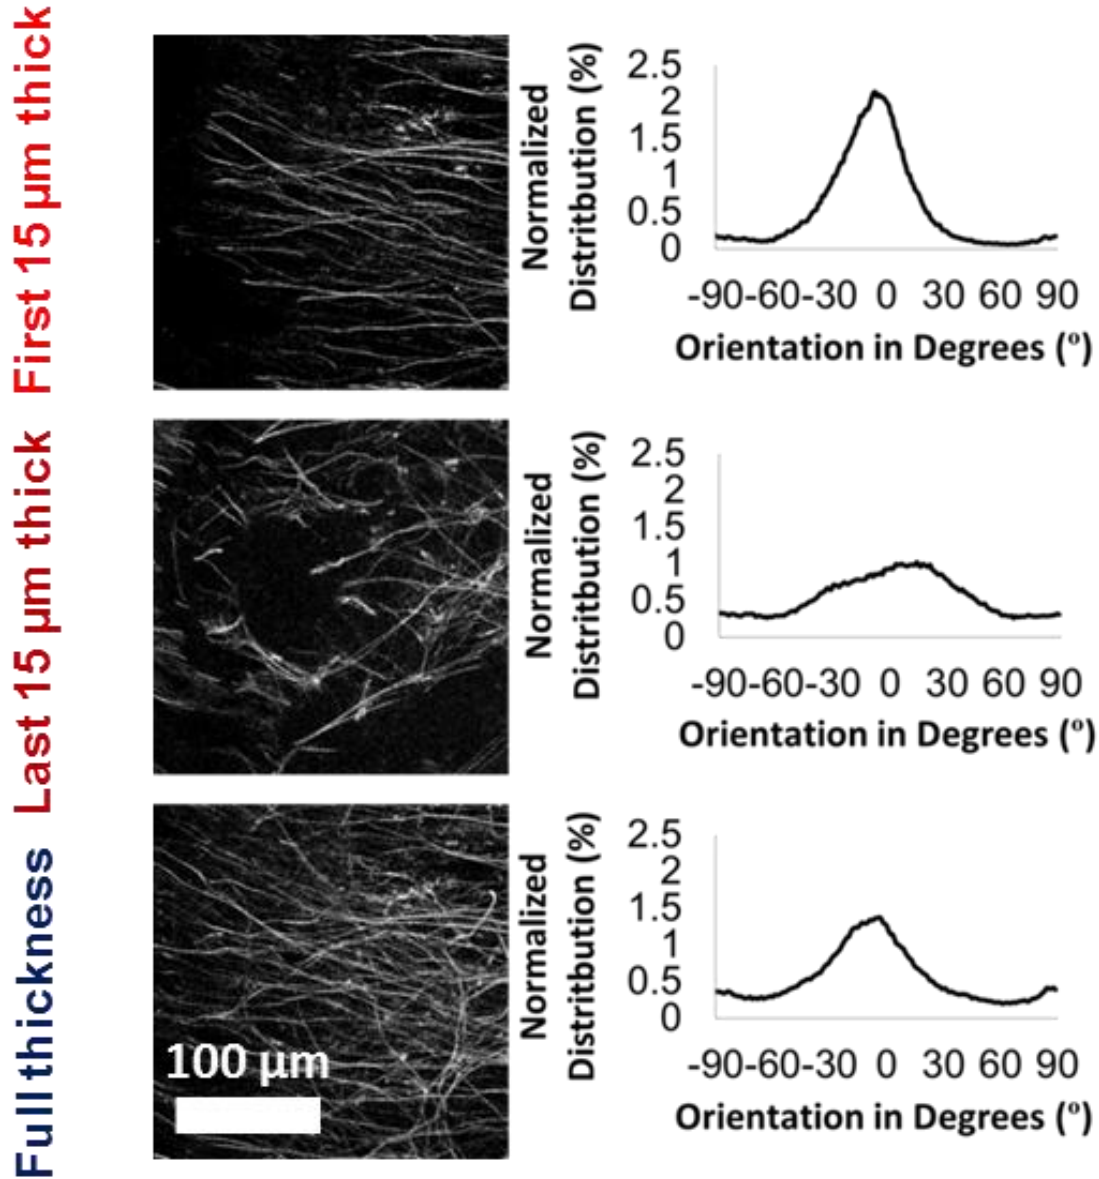 First 15 µm thick
Normalized
Distritbution (%)
2.5
2
1.5
1
0.5
0
-90 -60 -30 0 30 60 90
Orientation in Degrees (º)
Last 15 µm thick
Normalized
Distritbution (%)
2.5
2
1.5
1
0.5
0
-90 -60 -30 0 30 60 90
Orientation in Degrees (º)
Full thickness
100 µm
Normalized
Distritbution (%)
2.5
2
1.5
1
0.5
0
-90 -60 -30 0 30 60 90
Orientation in Degrees (º)